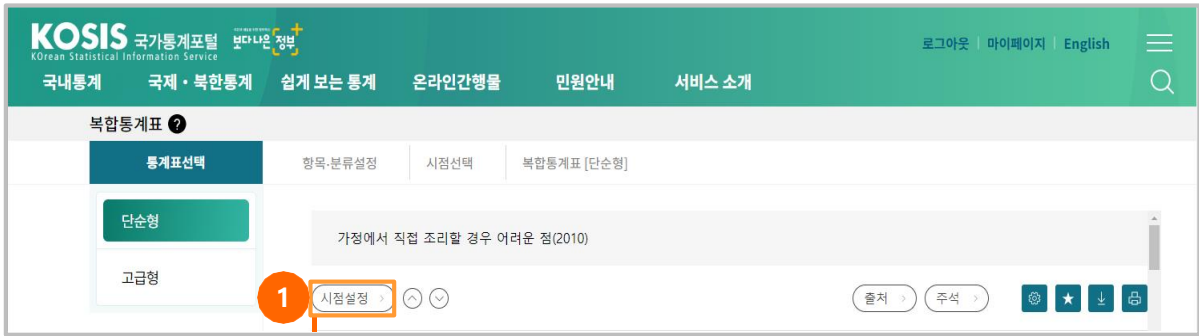 KOSIS 국가통계포털 보다나은 정부
KOrean Statistical Information Service
로그아웃 마이페이지 English
국내통계 국제・북한통계 쉽게 보는 통계 온라인간행물 민원안내 서비스 소개
복합통계표 ?
통계표선택 항목-분류설정 시점선택 복합통계표 [단순형]
단순형
가정에서 직접 조리할 경우 어려운 점(2010)
고급형
1 시점설정 출처 주석